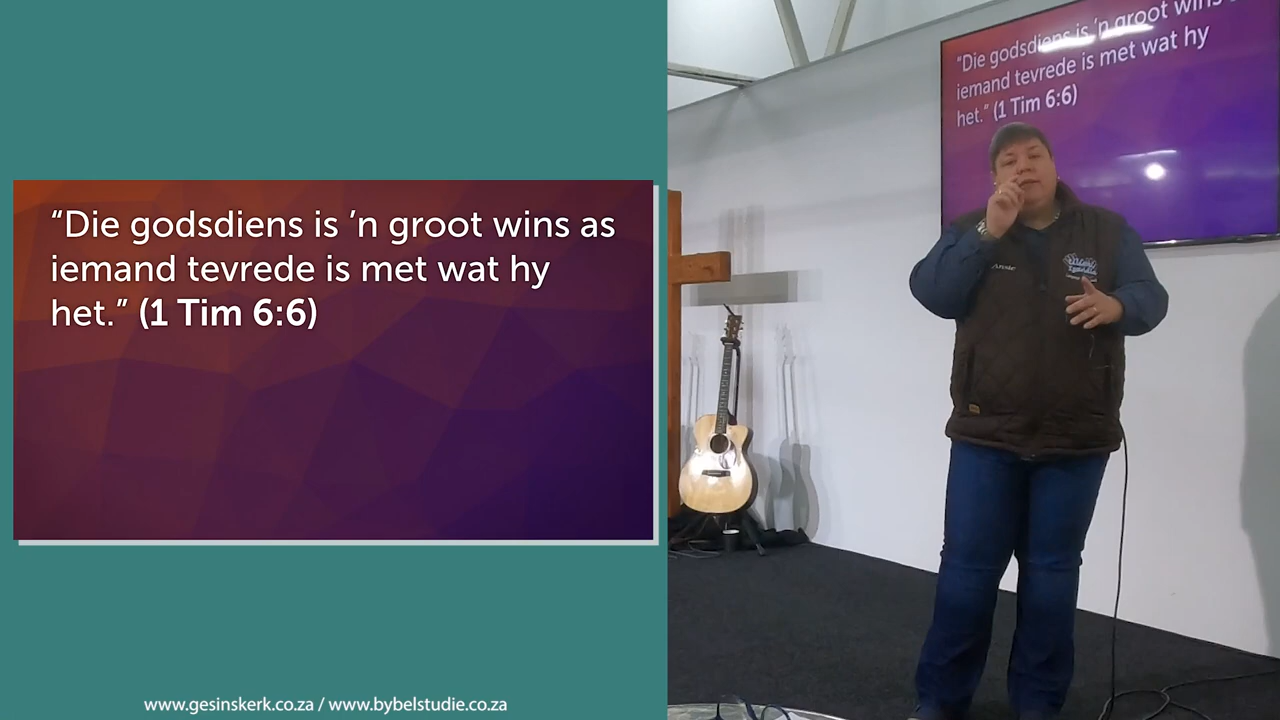 “Die godsdiens is ’n groot wins as
iemand tevrede is met wat hy
het.” (1 Tim 6:6)
www.gesinskerk.co.za / www.bybelstudie.co.za
“Die godsdiens is ’n groot wins
iemand tevrede is met wat hy
het.” (1 Tim 6:6)